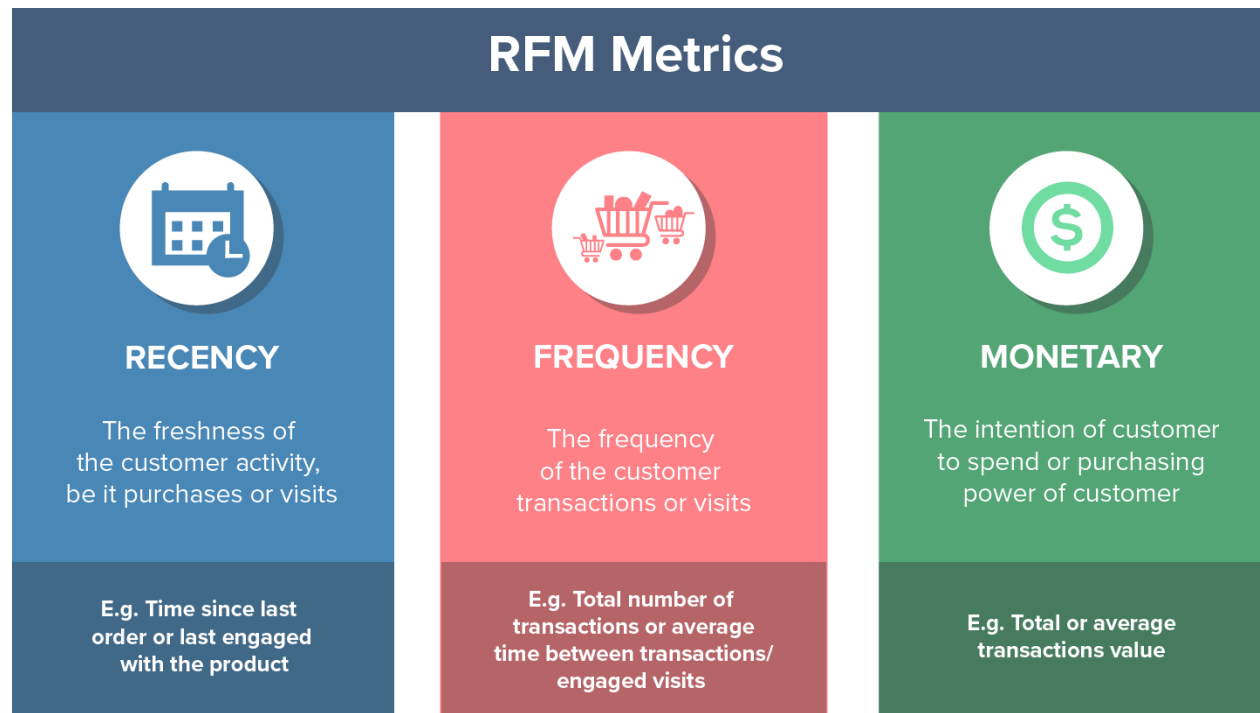 RFM Metrics
RECENCY
The freshness of
the customer activity,
be it purchases or visits
E.g. Time since last
order or last engaged
with the product
FREQUENCY
The frequency
of the customer
transactions or visits
E.g. Total number of
transactions or average
time between transactions/
engaged visits
MONETARY
The intention of customer
to spend or purchasing
power of customer
E.g. Total or average
transactions value